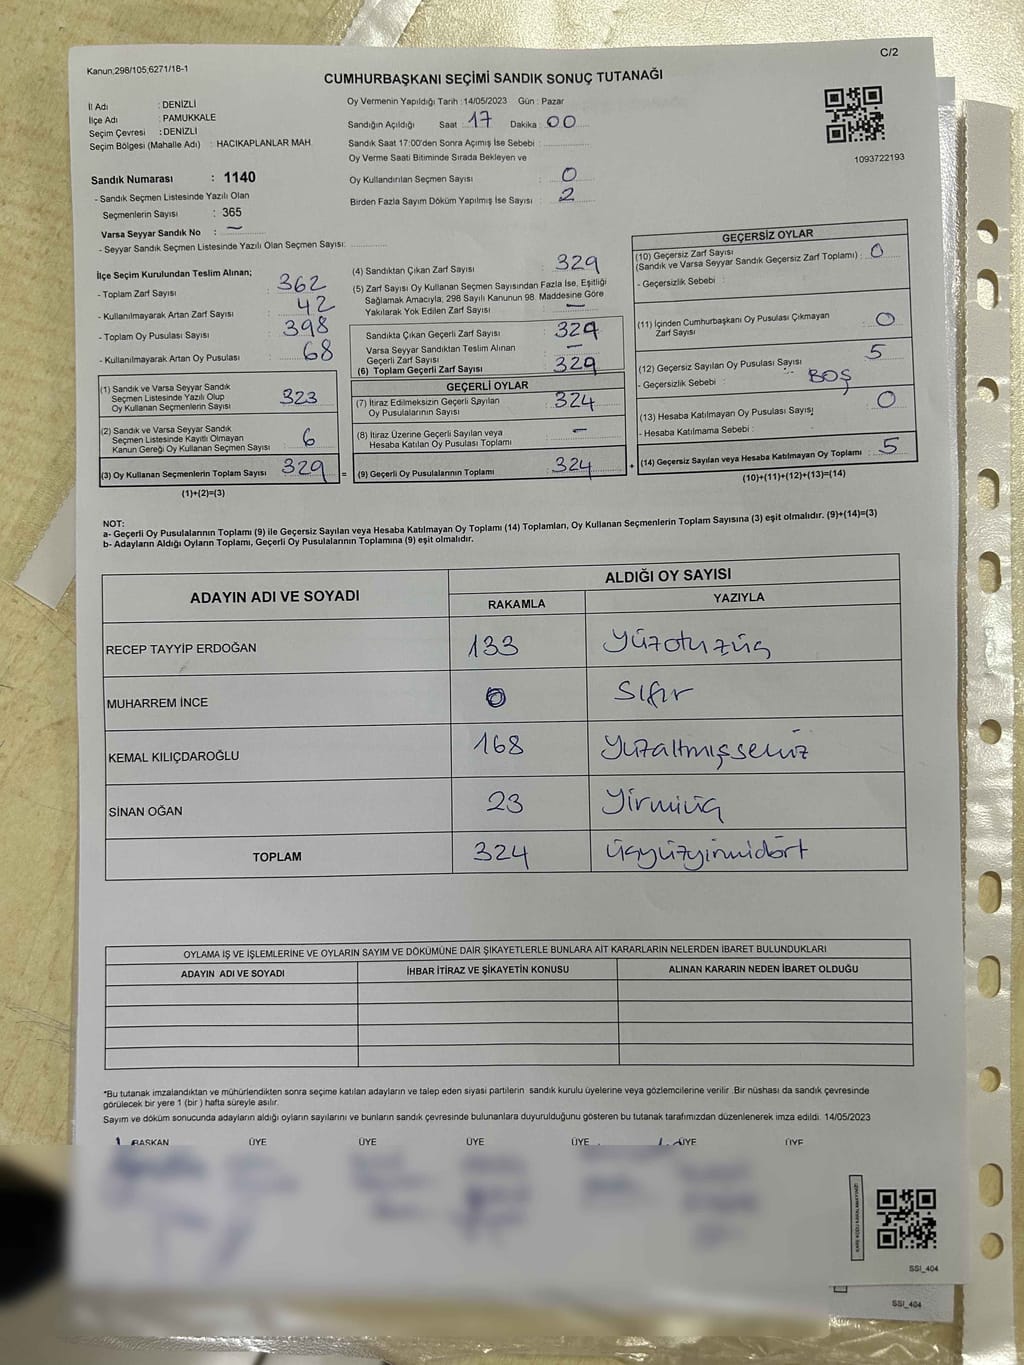 C/2
Kanun;298/105;6271/18-1
CUMHURBAŞKANI SEÇİMİ SANDIK SONUÇ TUTANAĞI
İl Adı : DENİZLİ
İlçe Adı : PAMUKKALE
Seçim Çevresi : DENİZLİ
Seçim Bölgesi (Mahalle Adı) : HACIKAPLANLAR MAH.
Oy Vermenin Yapıldığı Tarih : 14/05/2023 Gün : Pazar
Sandığın Açıldığı Saat 17 Dakika : 00
Sandık Saat 17:00'den Sonra Açımış İse Sebebi :
Oy Verme Saati Bitiminde Sırada Bekleyen ve
Oy Kullandırılan Seçmen Sayısı : 0
Birden Fazla Sayım Döküm Yapılmış İse Sayısı : 2
1093722193
Sandık Numarası : 1140
- Sandık Seçmen Listesinde Yazılı Olan
Seçmenlerin Sayısı : 365
Varsa Seyyar Sandık No : –
- Seyyar Sandık Seçmen Listesinde Yazılı Olan Seçmen Sayısı:
İlçe Seçim Kurulundan Teslim Alınan;
- Toplam Zarf Sayısı : 362
- Kullanılmayarak Artan Zarf Sayısı : 42
- Toplam Oy Pusulası Sayısı : 398
- Kullanılmayarak Artan Oy Pusulası : 68
(1) Sandık ve Varsa Seyyar Sandık
Seçmen Listesinde Yazılı Olup
Oy Kullanan Seçmenlerin Sayısı 323
(2) Sandık ve Varsa Seyyar Sandık
Seçmen Listesinde Kayıtlı Olmayan
Kanun Gereği Oy Kullanan Seçmen Sayısı 6
(3) Oy Kullanan Seçmenlerin Toplam Sayısı 329 =
(1)+(2)=(3)
(4) Sandıktan Çıkan Zarf Sayısı : 329
(5) Zarf Sayısı Oy Kullanan Seçmen Sayısından Fazla İse, Eşitliği
Sağlamak Amacıyla; 298 Sayılı Kanunun 98. Maddesine Göre
Yakılarak Yok Edilen Zarf Sayısı : –
Sandıkta Çıkan Geçerli Zarf Sayısı : 329
Varsa Seyyar Sandıktan Teslim Alınan
Geçerli Zarf Sayısı : –
(6) Toplam Geçerli Zarf Sayısı : 329
GEÇERLİ OYLAR
(7) İtiraz Edilmeksizin Geçerli Sayılan
Oy Pusulalarının Sayısı : 324
(8) İtiraz Üzerine Geçerli Sayılan veya
Hesaba Katılan Oy Pusulası Toplamı : –
(9) Geçerli Oy Pusulalarının Toplamı : 324 +
GEÇERSİZ OYLAR
(10) Geçersiz Zarf Sayısı
(Sandık ve Varsa Seyyar Sandık Geçersiz Zarf Toplamı) : 0
- Geçersizlik Sebebi :
(11) İçinden Cumhurbaşkanı Oy Pusulası Çıkmayan
Zarf Sayısı : 0
(12) Geçersiz Sayılan Oy Pusulası Sayısı : 5
- Geçersizlik Sebebi : BOŞ
(13) Hesaba Katılmayan Oy Pusulası Sayısı : 0
- Hesaba Katılmama Sebebi :
(14) Geçersiz Sayılan veya Hesaba Katılmayan Oy Toplamı : 5
(10)+(11)+(12)+(13)=(14)
NOT:
a- Geçerli Oy Pusulalarının Toplamı (9) ile Geçersiz Sayılan veya Hesaba Katılmayan Oy Toplamı (14) Toplamları, Oy Kullanan Seçmenlerin Toplam Sayısına (3) eşit olmalıdır. (9)+(14)=(3)
b- Adayların Aldığı Oyların Toplamı, Geçerli Oy Pusulalarının Toplamına (9) eşit olmalıdır.
ADAYIN ADI VE SOYADI ALDIĞI OY SAYISI
RAKAMLA YAZIYLA
RECEP TAYYİP ERDOĞAN 133 Yüzotuzüç
MUHARREM İNCE 0 Sıfır
KEMAL KILIÇDAROĞLU 168 Yüzaltmışsekiz
SİNAN OĞAN 23 Yirmiüç
TOPLAM 324 üçyüzyirmidört
OYLAMA İŞ VE İŞLEMLERİNE VE OYLARIN SAYIM VE DÖKÜMÜNE DAİR ŞİKAYETLERLE BUNLARA AİT KARARLARIN NELERDEN İBARET BULUNDUKLARI
ADAYIN ADI VE SOYADI İHBAR İTİRAZ VE ŞİKAYETİN KONUSU ALINAN KARARIN NEDEN İBARET OLDUĞU
*Bu tutanak imzalandıktan ve mühürlendikten sonra seçime katılan adayların ve talep eden siyasi partilerin sandık kurulu üyelerine veya gözlemcilerine verilir .Bir nüshası da sandık çevresinde
görülecek bir yere 1 (bir ) hafta süreyle asılır.
Sayım ve döküm sonucunda adayların aldığı oyların sayılarını ve bunların sandık çevresinde bulunanlara duyurulduğunu gösteren bu tutanak tarafımızdan düzenlenerek imza edildi. 14/05/2023
BAŞKAN ÜYE ÜYE ÜYE ÜYE ÜYE ÜYE
SSI_404
SSI_404